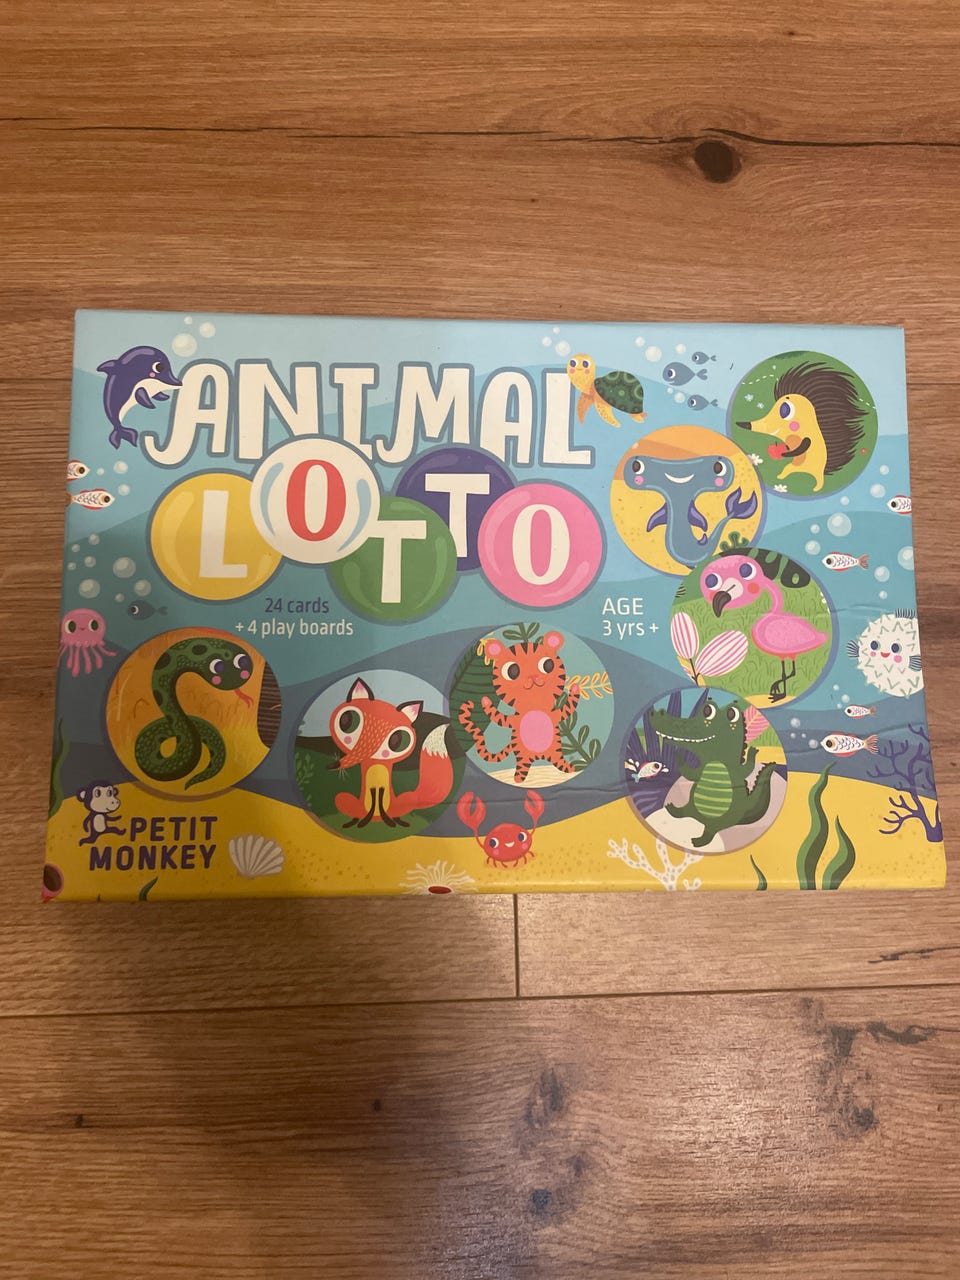 ANIMAL
LOTTO
24 cards
+ 4 play boards
AGE
3 yrs +
PETIT
MONKEY